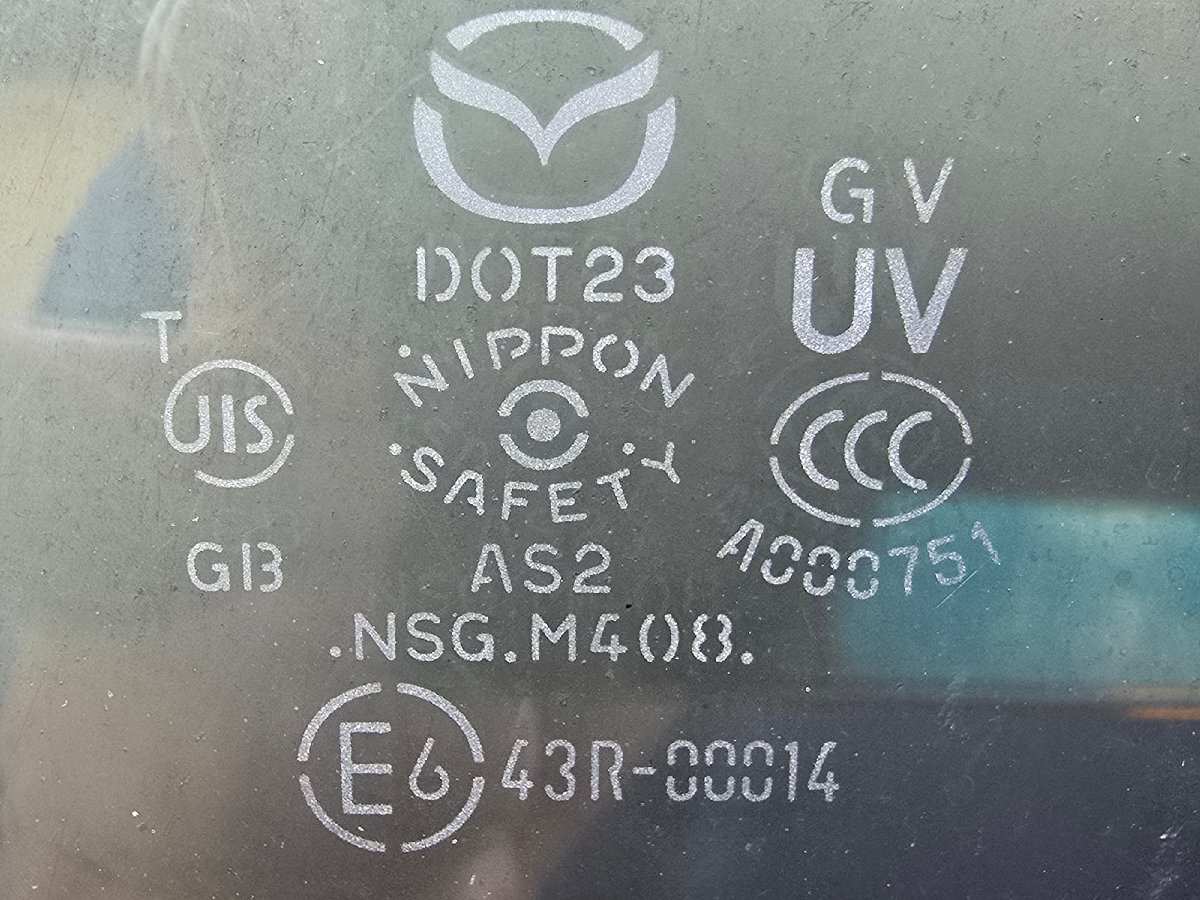 G V
DOT23
UV
T
NIPPON
JIS
CCC
SAFETY
A000751
GB
AS2
.NSG.M408.
E6 43R-00014